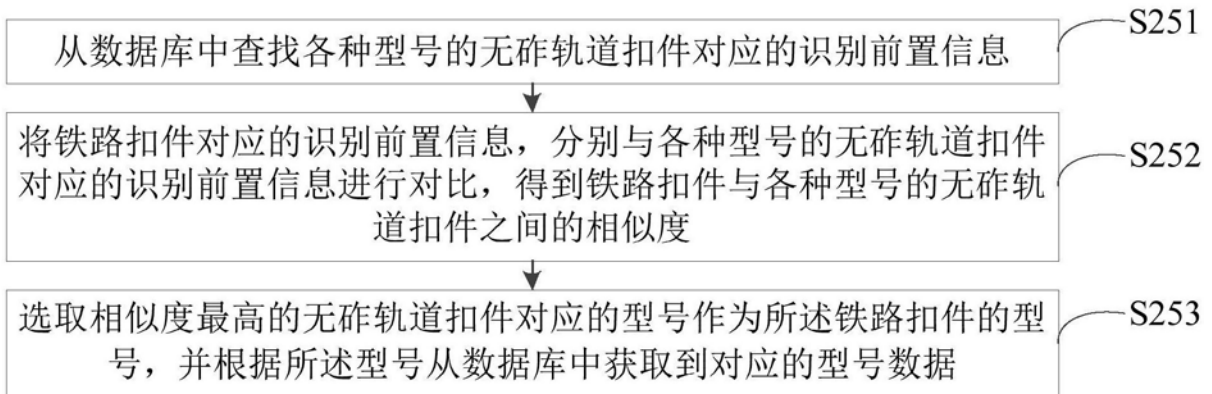 从数据库中查找各种型号的无砟轨道扣件对应的识别前置信息
S251
将铁路扣件对应的识别前置信息，分别与各种型号的无砟轨道扣件
对应的识别前置信息进行对比，得到铁路扣件与各种型号的无砟轨
道扣件之间的相似度
S252
选取相似度最高的无砟轨道扣件对应的型号作为所述铁路扣件的型
号，并根据所述型号从数据库中获取到对应的型号数据
S253